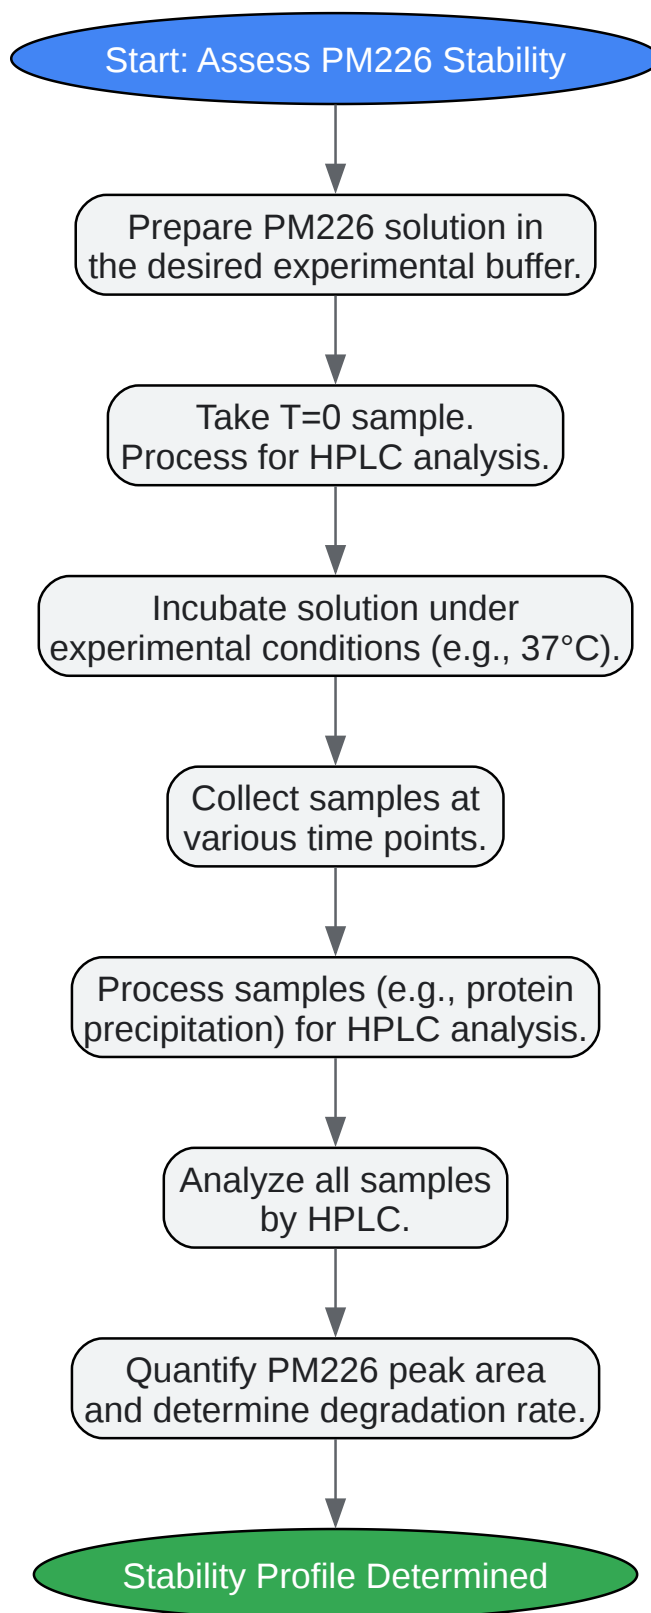 Start: Assess PM226 Stability
Prepare PM226 solution in
the desired experimental buffer.
Take T=0 sample.
Process for HPLC analysis.
Incubate solution under
experimental conditions (e.g., 37°C).
Collect samples at
various time points.
Process samples (e.g., protein
precipitation) for HPLC analysis.
Analyze all samples
by HPLC.
Quantify PM226 peak area
and determine degradation rate.
Stability Profile Determined